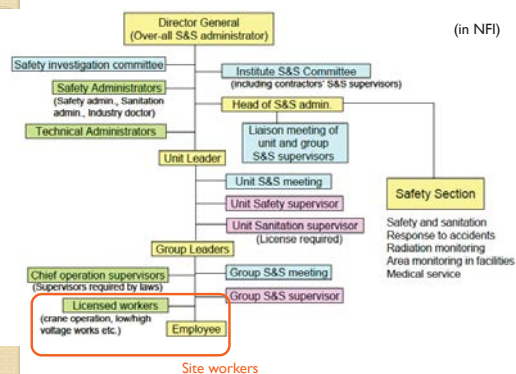 Director General
(Over-all S&S administrator)
(in NFI)
Safety investigation committee
Institute S&S Committee
(including contractors' S&S supervisors)
Safety Administrators
(Safety admin., Sanitation
admin., Industry doctor)
Head of S&S admin.
Technical Administrators
Liaison meeting of
unit and group
S&S supervisors
Unit Leader
Unit S&S meeting
Unit Safety supervisor
Unit Sanitation supervisor
(License required)
Safety Section
Safety and sanitation
Response to accidents
Radiation monitoring
Area monitoring in facilities
Medical service
Group Leaders
Chief operation supervisors
(Supervisors required by laws)
Group S&S meeting
Group S&S supervisor
Licensed workers
(crane operation, low/high
voltage works etc.)
Employee
Site workers